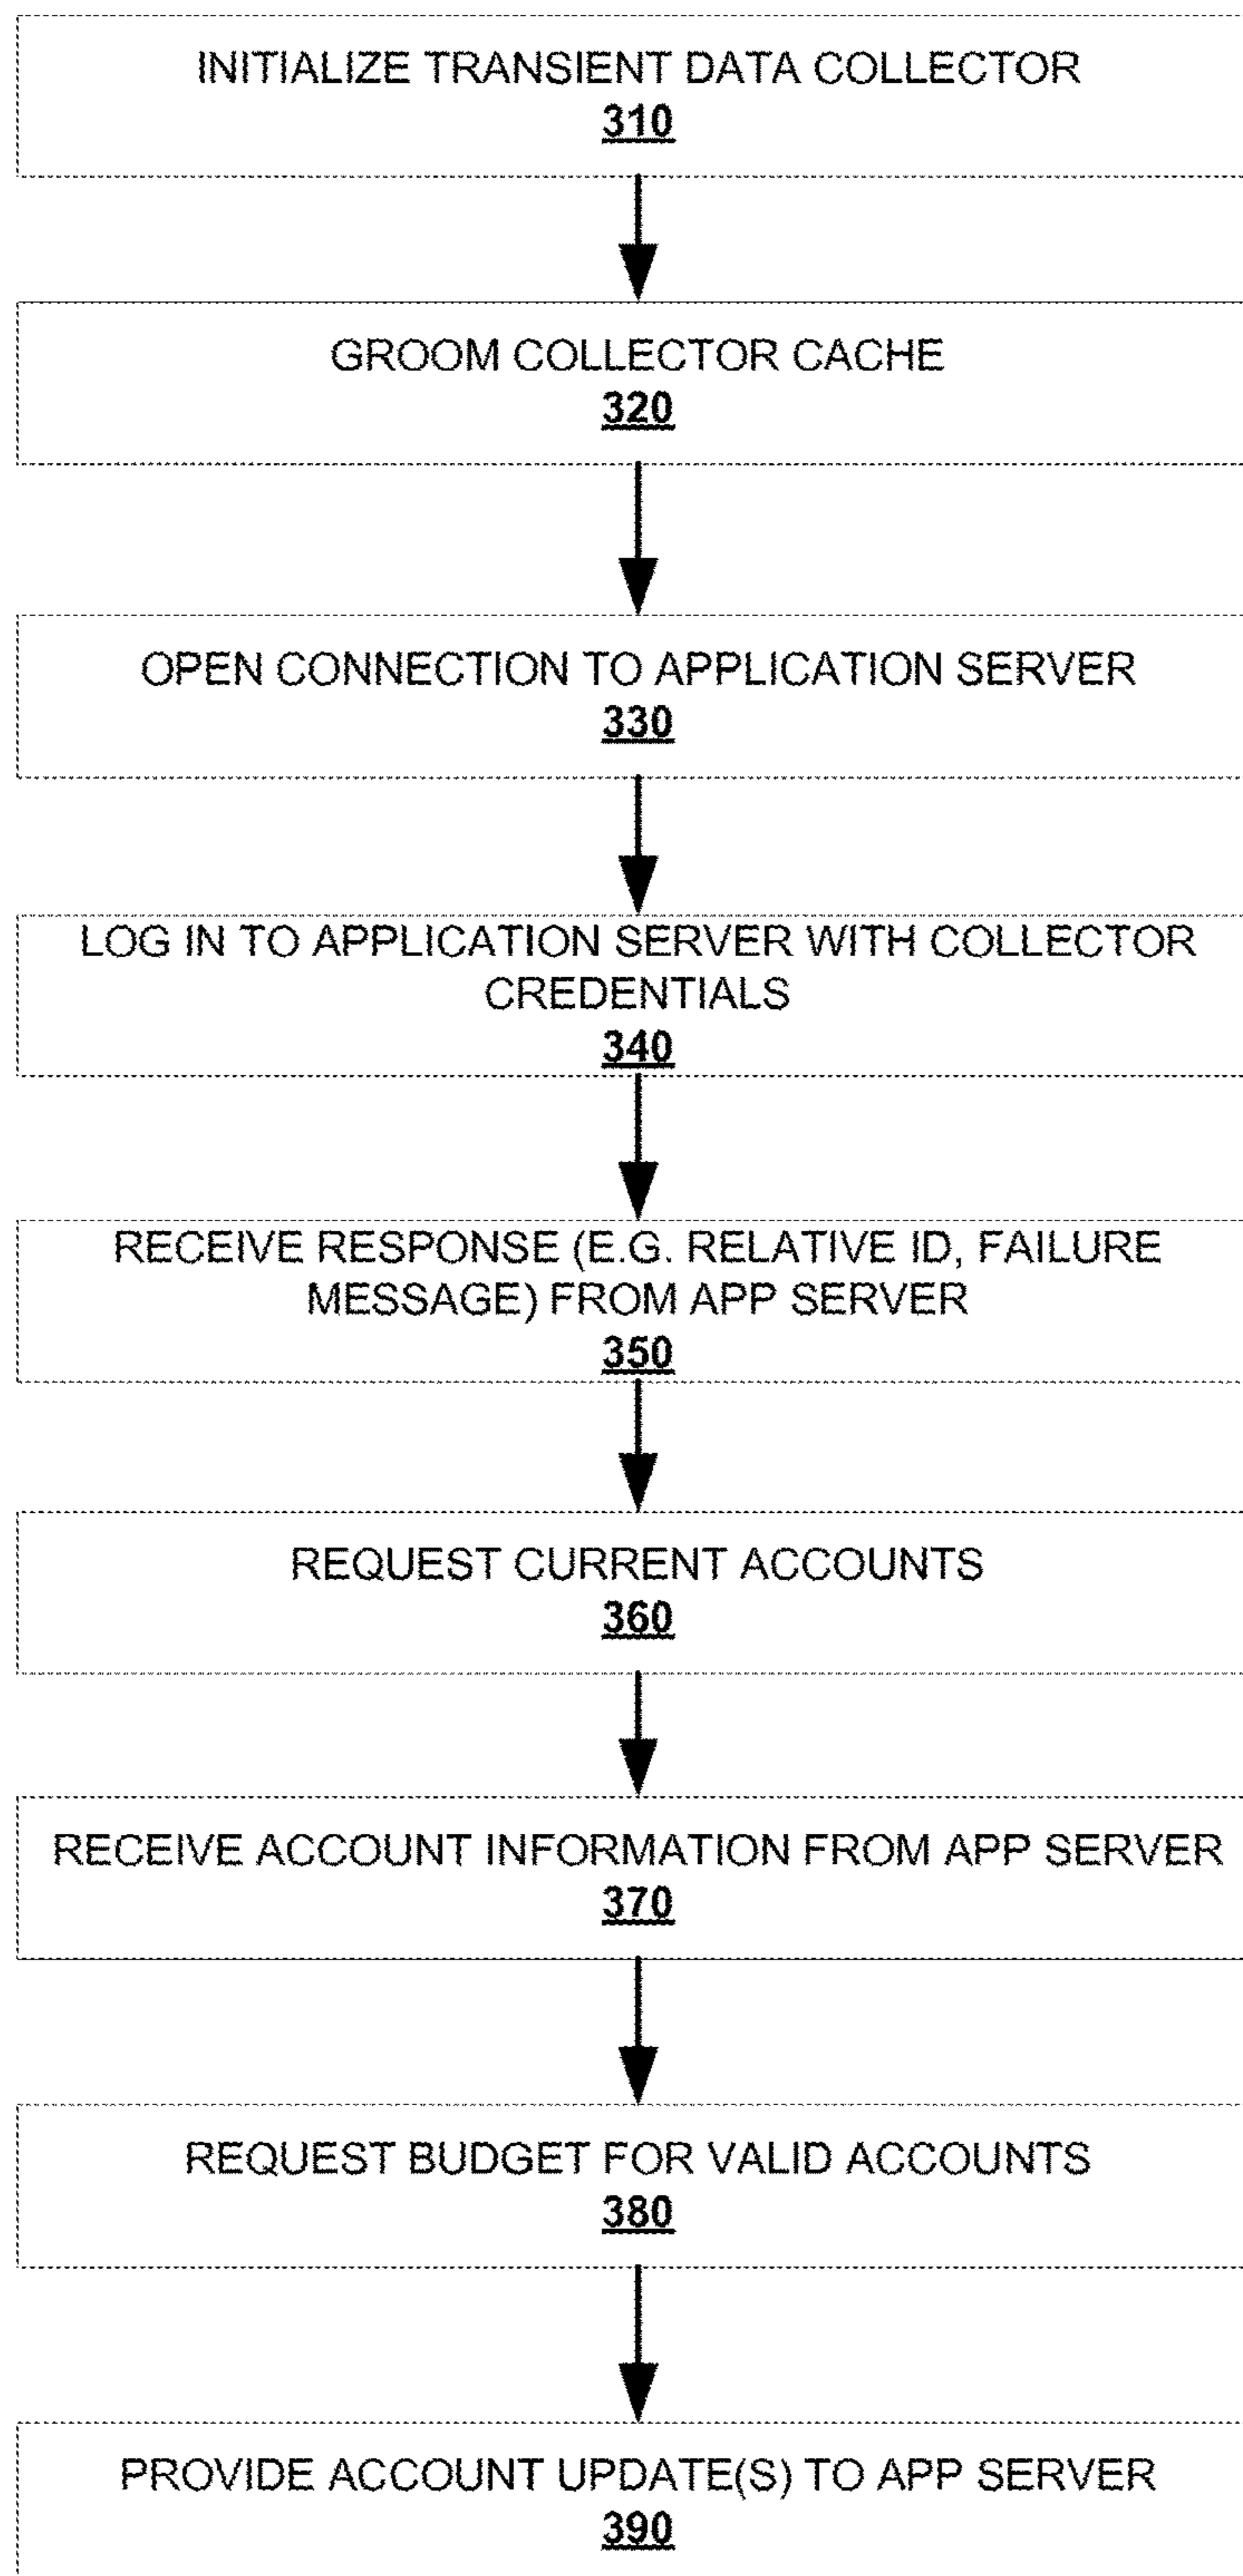 INITIALIZE TRANSIENT DATA COLLECTOR
310
GROOM COLLECTOR CACHE
320
OPEN CONNECTION TO APPLICATION SERVER
330
LOG IN TO APPLICATION SERVER WITH COLLECTOR
CREDENTIALS
340
RECEIVE RESPONSE (E.G. RELATIVE ID, FAILURE
MESSAGE) FROM APP SERVER
350
REQUEST CURRENT ACCOUNTS
360
RECEIVE ACCOUNT INFORMATION FROM APP SERVER
370
REQUEST BUDGET FOR VALID ACCOUNTS
380
PROVIDE ACCOUNT UPDATE(S) TO APP SERVER
390